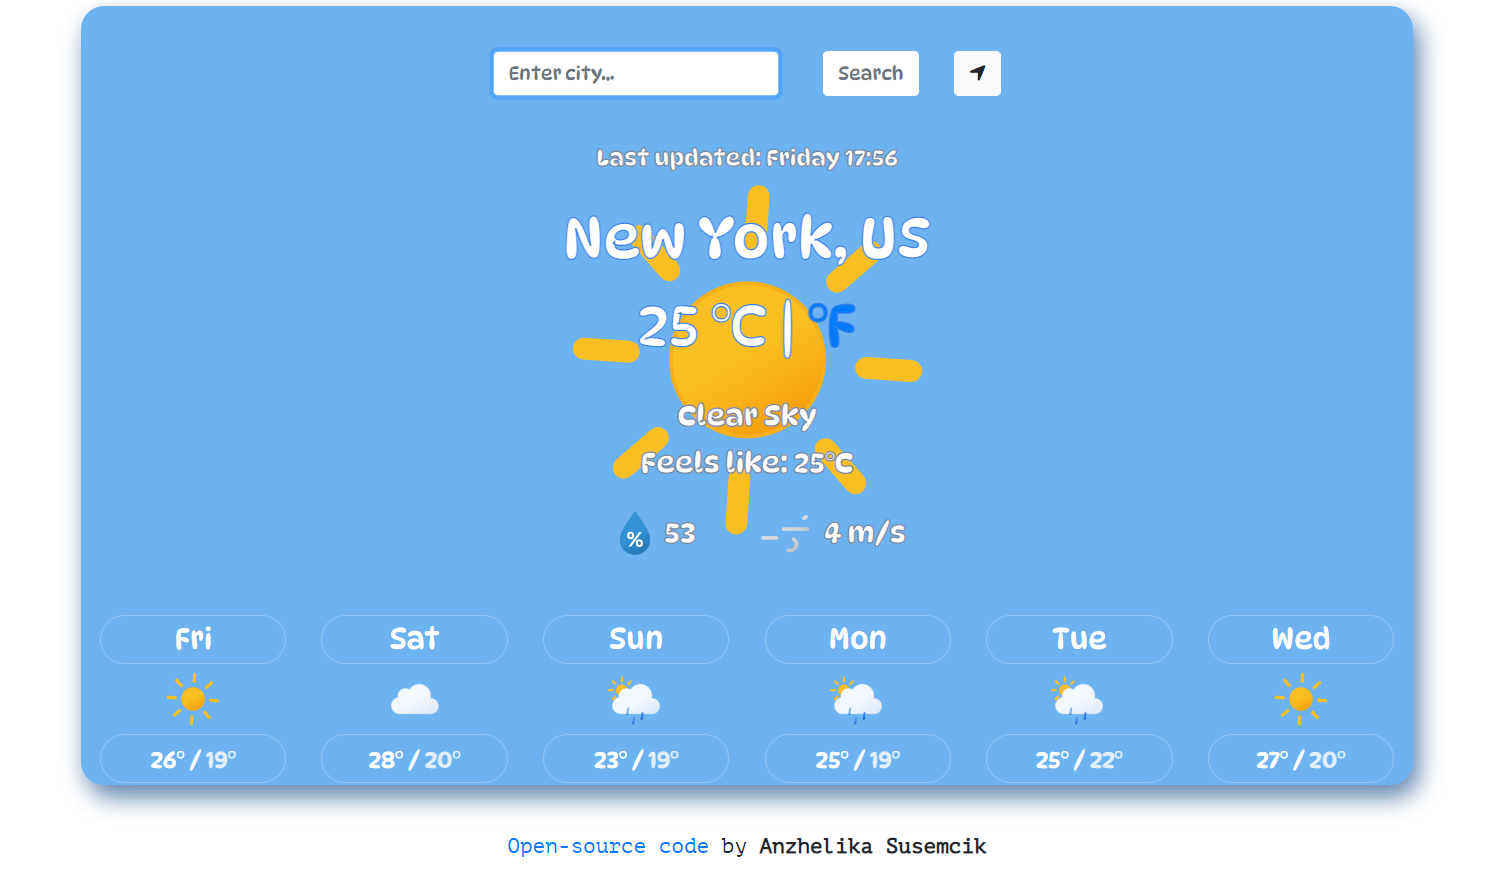 Enter city... Search
Last updated: Friday 17:56
New York, US
25 °C | °F
Clear Sky
Feels like: 25°C
% 53 4 m/s
Fri Sat Sun Mon Tue Wed
26° / 19° 28° / 20° 23° / 19° 25° / 19° 25° / 22° 27° / 20°
Open-source code by Anzhelika Susemcik